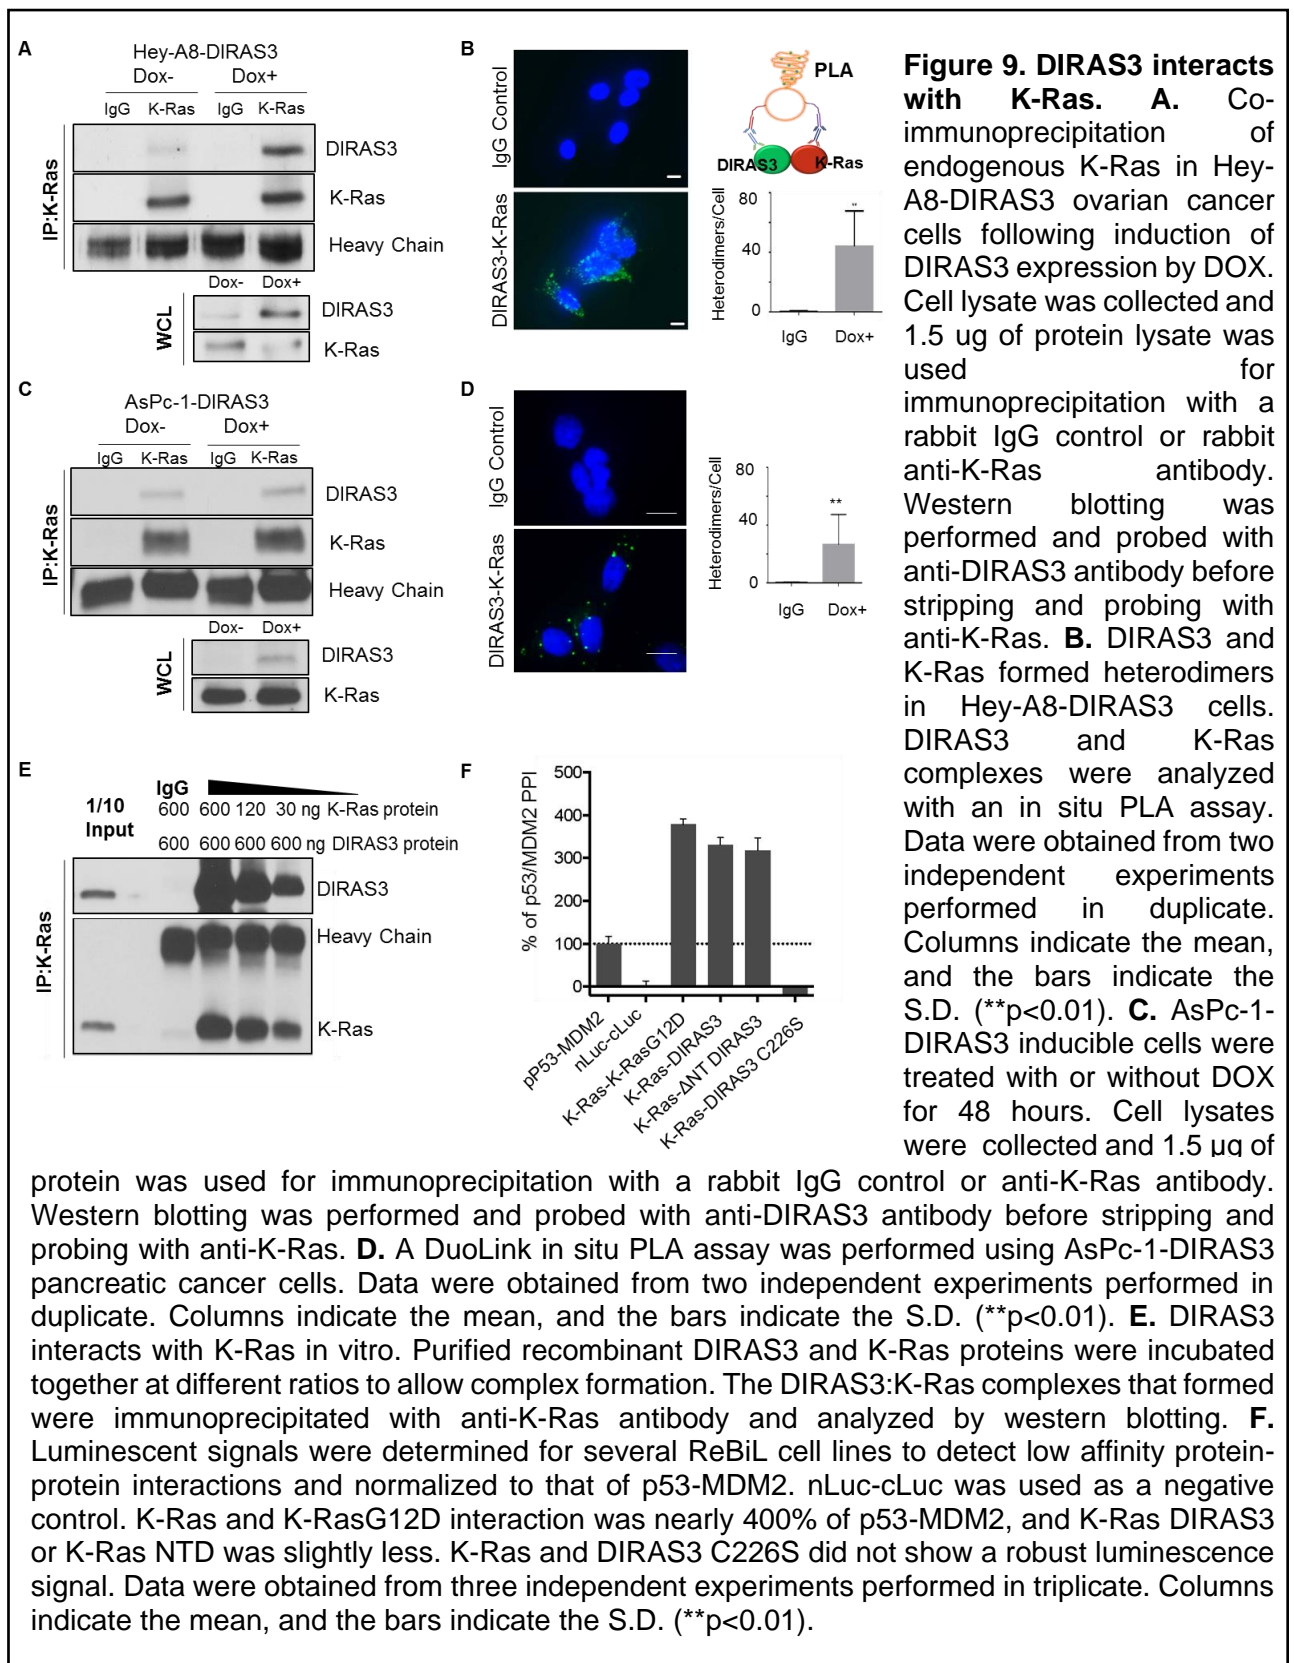 A
Hey-A8-DIRAS3
Dox- Dox+
IgG K-Ras IgG K-Ras
IP:K-Ras
DIRAS3
K-Ras
Heavy Chain
Dox- Dox+
WCL
DIRAS3
K-Ras
B
IgG Control
DIRAS3-K-Ras
PLA
DIRAS3 K-Ras
Heterodimers/Cell
80
40
0
**
IgG Dox+
C
AsPc-1-DIRAS3
Dox- Dox+
IgG K-Ras IgG K-Ras
IP:K-Ras
DIRAS3
K-Ras
Heavy Chain
Dox- Dox+
WCL
DIRAS3
K-Ras
D
IgG Control
DIRAS3-K-Ras
Heterodimers/Cell
80
40
0
**
IgG Dox+
E
1/10
Input
IgG
600 600 120 30 ng K-Ras protein
600 600 600 600 ng DIRAS3 protein
IP:K-Ras
DIRAS3
Heavy Chain
K-Ras
F
% of p53/MDM2 PPI
500
400
300
200
100
0
pP53-MDM2
nLuc-cLuc
K-Ras-K-RasG12D
K-Ras-DIRAS3
K-Ras-ΔNT DIRAS3
K-Ras-DIRAS3 C226S
Figure 9. DIRAS3 interacts
with K-Ras. A. Co-
immunoprecipitation of
endogenous K-Ras in Hey-
A8-DIRAS3 ovarian cancer
cells following induction of
DIRAS3 expression by DOX.
Cell lysate was collected and
1.5 ug of protein lysate was
used for
immunoprecipitation with a
rabbit IgG control or rabbit
anti-K-Ras antibody.
Western blotting was
performed and probed with
anti-DIRAS3 antibody before
stripping and probing with
anti-K-Ras. B. DIRAS3 and
K-Ras formed heterodimers
in Hey-A8-DIRAS3 cells.
DIRAS3 and K-Ras
complexes were analyzed
with an in situ PLA assay.
Data were obtained from two
independent experiments
performed in duplicate.
Columns indicate the mean,
and the bars indicate the
S.D. (**p<0.01). C. AsPc-1-
DIRAS3 inducible cells were
treated with or without DOX
for 48 hours. Cell lysates
were collected and 1.5 µg of
protein was used for immunoprecipitation with a rabbit IgG control or anti-K-Ras antibody.
Western blotting was performed and probed with anti-DIRAS3 antibody before stripping and
probing with anti-K-Ras. D. A DuoLink in situ PLA assay was performed using AsPc-1-DIRAS3
pancreatic cancer cells. Data were obtained from two independent experiments performed in
duplicate. Columns indicate the mean, and the bars indicate the S.D. (**p<0.01). E. DIRAS3
interacts with K-Ras in vitro. Purified recombinant DIRAS3 and K-Ras proteins were incubated
together at different ratios to allow complex formation. The DIRAS3:K-Ras complexes that formed
were immunoprecipitated with anti-K-Ras antibody and analyzed by western blotting. F.
Luminescent signals were determined for several ReBiL cell lines to detect low affinity protein-
protein interactions and normalized to that of p53-MDM2. nLuc-cLuc was used as a negative
control. K-Ras and K-RasG12D interaction was nearly 400% of p53-MDM2, and K-Ras DIRAS3
or K-Ras NTD was slightly less. K-Ras and DIRAS3 C226S did not show a robust luminescence
signal. Data were obtained from three independent experiments performed in triplicate. Columns
indicate the mean, and the bars indicate the S.D. (**p<0.01).